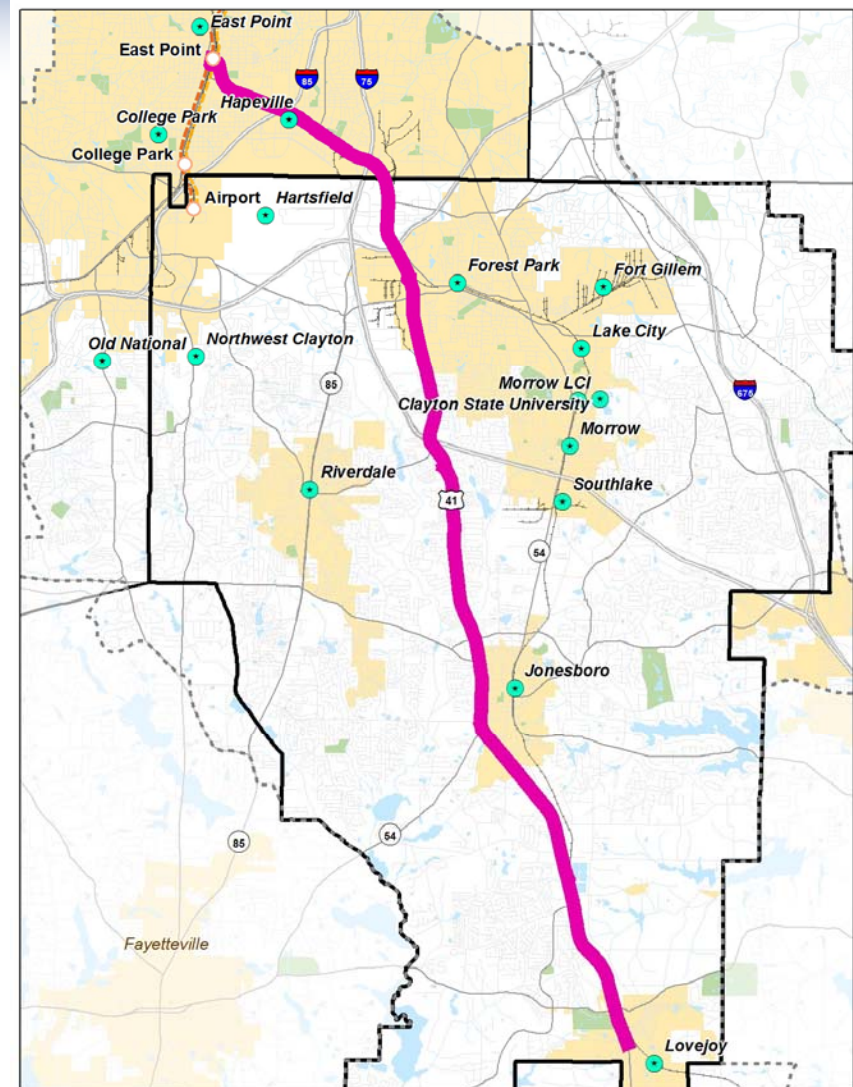 East Point
East Point
85
75
Hapeville
College Park
College Park
Airport
Hartsfield
Forest Park
Fort Gillem
Lake City
Old National
Northwest Clayton
85
Morrow LCI
675
Clayton State University
Morrow
Riverdale
Southlake
41
54
Jonesboro
85
54
Fayetteville
Lovejoy